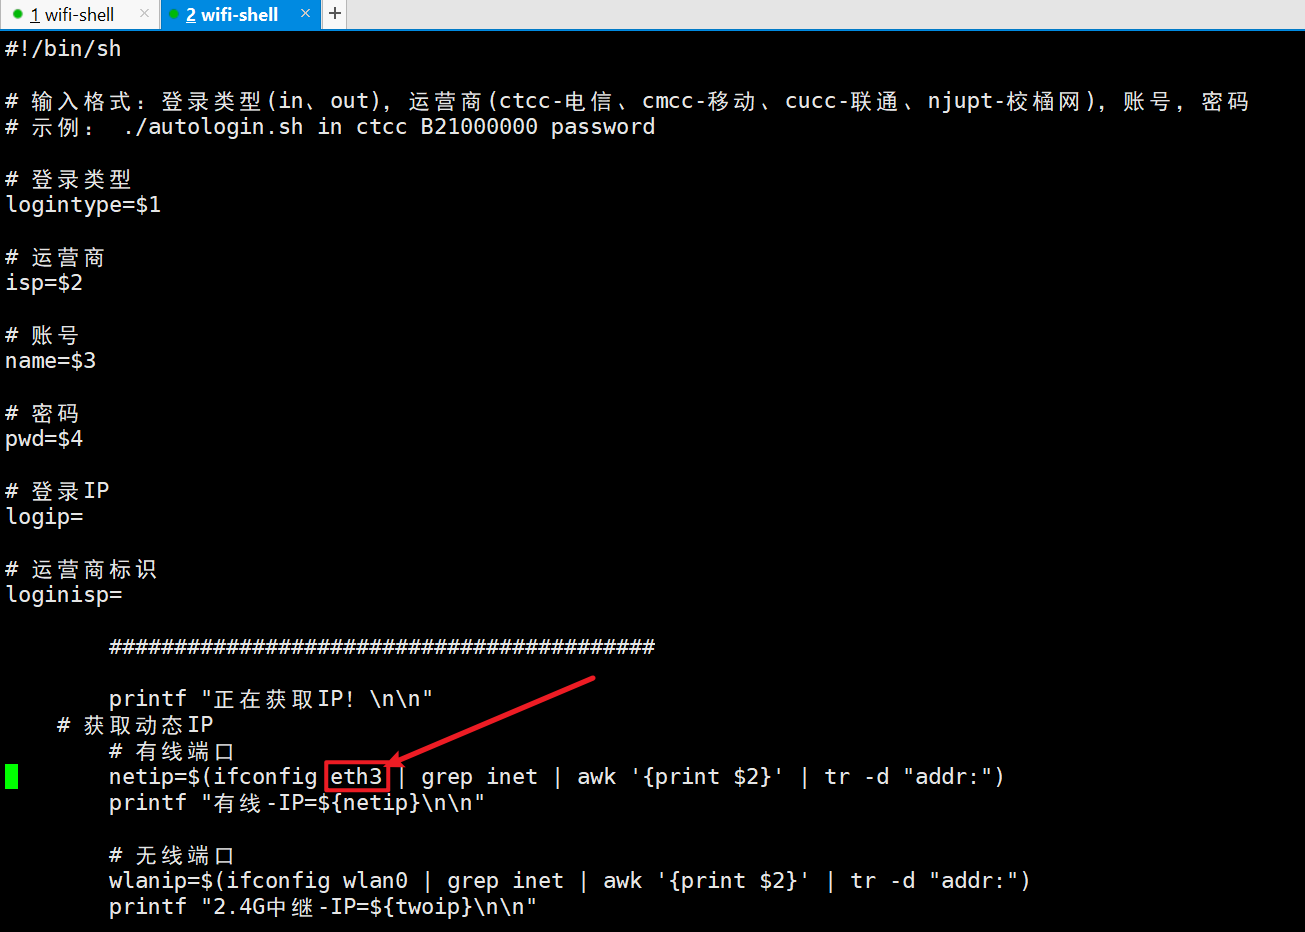 1 wifi-shell × 2 wifi-shell × +
#!/bin/sh
# 输入格式：登录类型(in、out)，运营商(ctcc-电信、cmcc-移动、cucc-联通、njupt-校桶网)，账号，密码
# 示例： ./autologin.sh in ctcc B21000000 password
# 登录类型
logintype=$1
# 运营商
isp=$2
# 账号
name=$3
# 密码
pwd=$4
# 登录IP
logip=
# 运营商标识
loginisp=
##########################################
printf "正在获取IP！\n\n"
# 获取动态IP
# 有线端口
netip=$(ifconfig eth3 | grep inet | awk '{print $2}' | tr -d "addr:")
printf "有线-IP=${netip}\n\n"
# 无线端口
wlanip=$(ifconfig wlan0 | grep inet | awk '{print $2}' | tr -d "addr:")
printf "2.4G中继-IP=${twoip}\n\n"